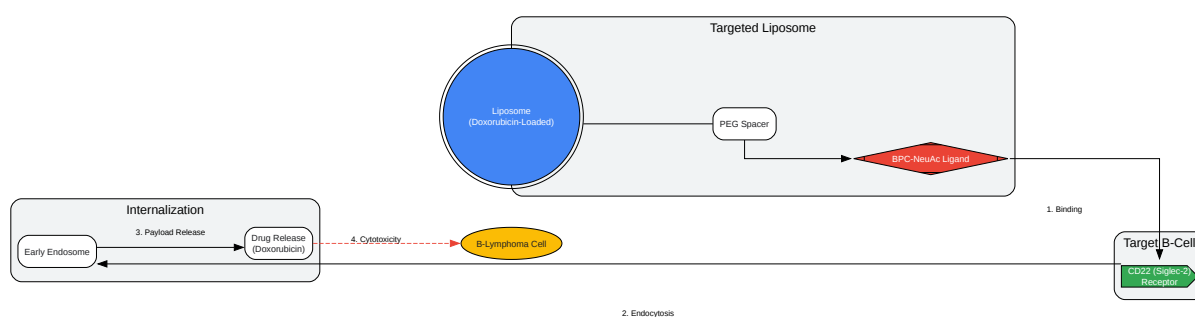 Targeted Liposome
Liposome
(Doxorubicin-Loaded)
PEG Spacer
BPC-NeuAc Ligand
1. Binding
Internalization
3. Payload Release
Early Endosome
Drug Release
(Doxorubicin)
4. Cytotoxicity
B-Lymphoma Cell
Target B-Cell
CD22 (Siglec-2)
Receptor
2. Endocytosis